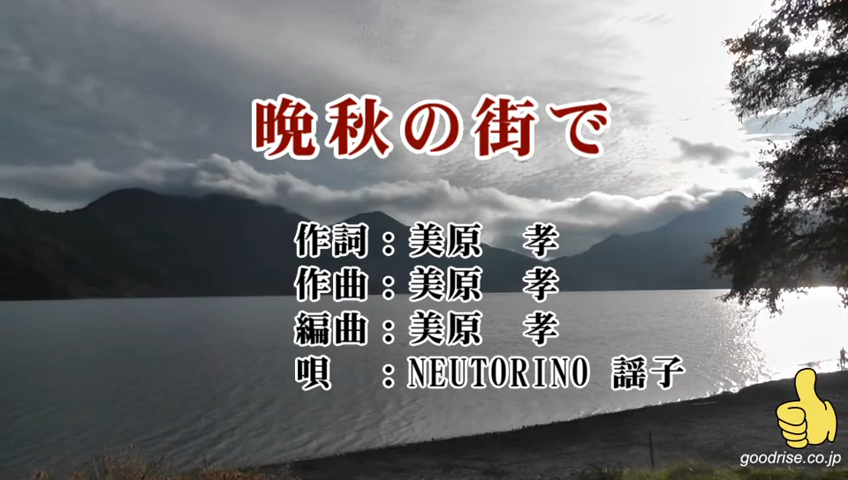 晩秋の街で
作詞：美原　孝
作曲：美原　孝
編曲：美原　孝
唄　：NEUTORINO 謡子
goodrise.co.jp